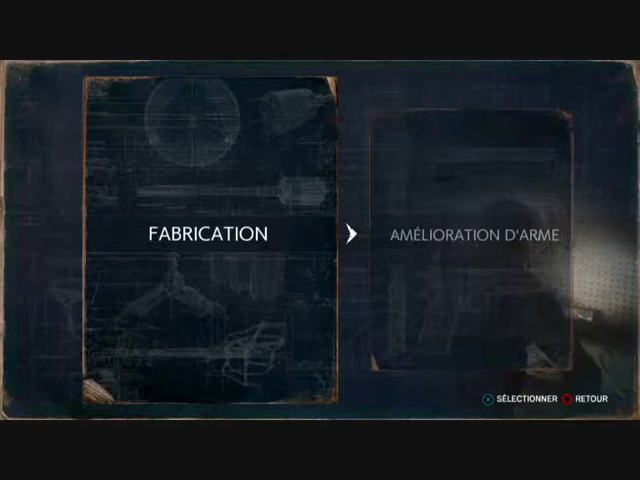 FABRICATION
AMÉLIORATION D'ARME
SÉLECTIONNER RETOUR